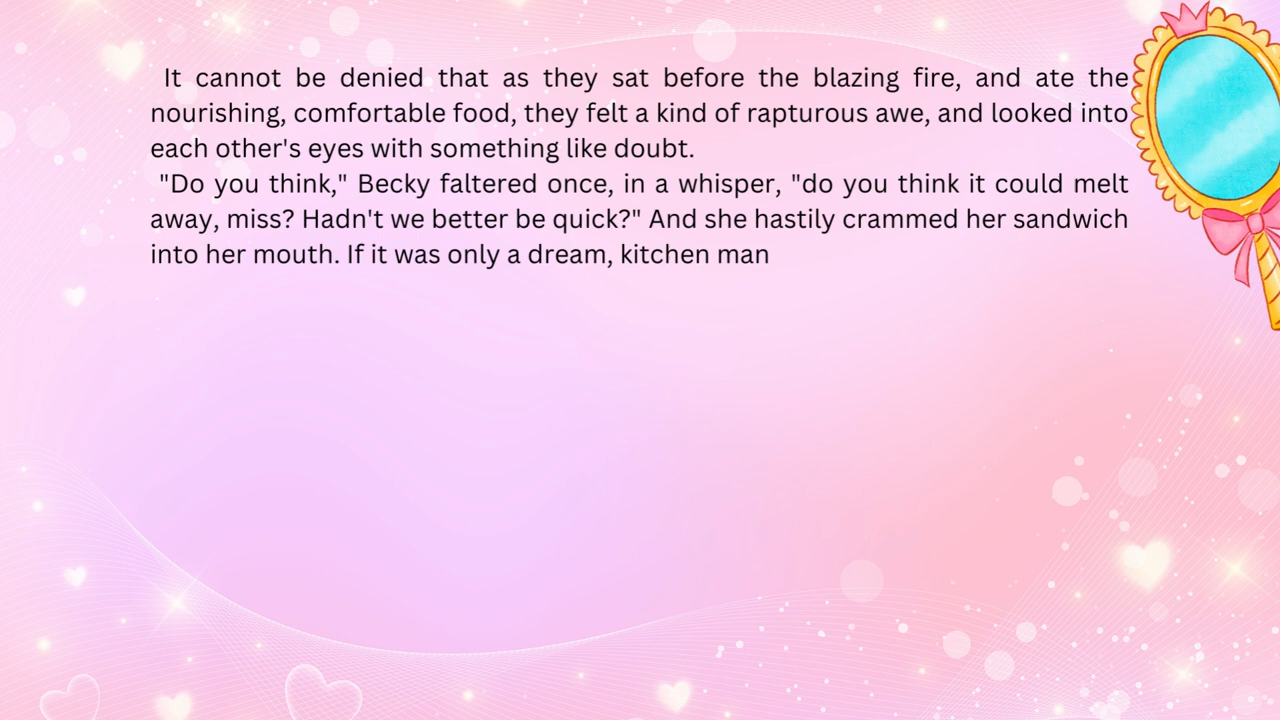 It cannot be denied that as they sat before the blazing fire, and ate the
nourishing, comfortable food, they felt a kind of rapturous awe, and looked into
each other's eyes with something like doubt.
"Do you think," Becky faltered once, in a whisper, "do you think it could melt
away, miss? Hadn't we better be quick?" And she hastily crammed her sandwich
into her mouth. If it was only a dream, kitchen man